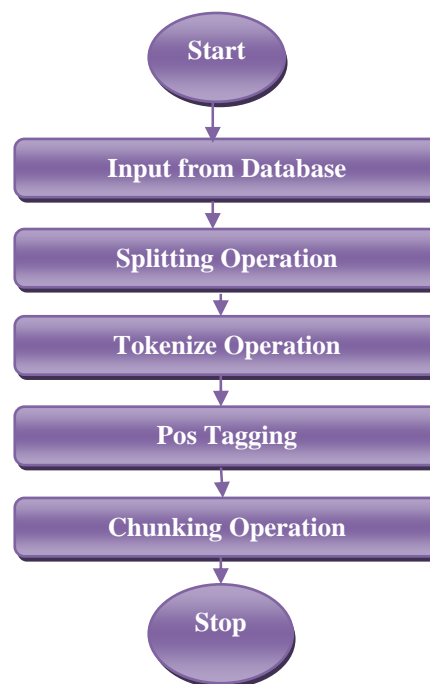 Start
Input from Database
Splitting Operation
Tokenize Operation
Pos Tagging
Chunking Operation
Stop